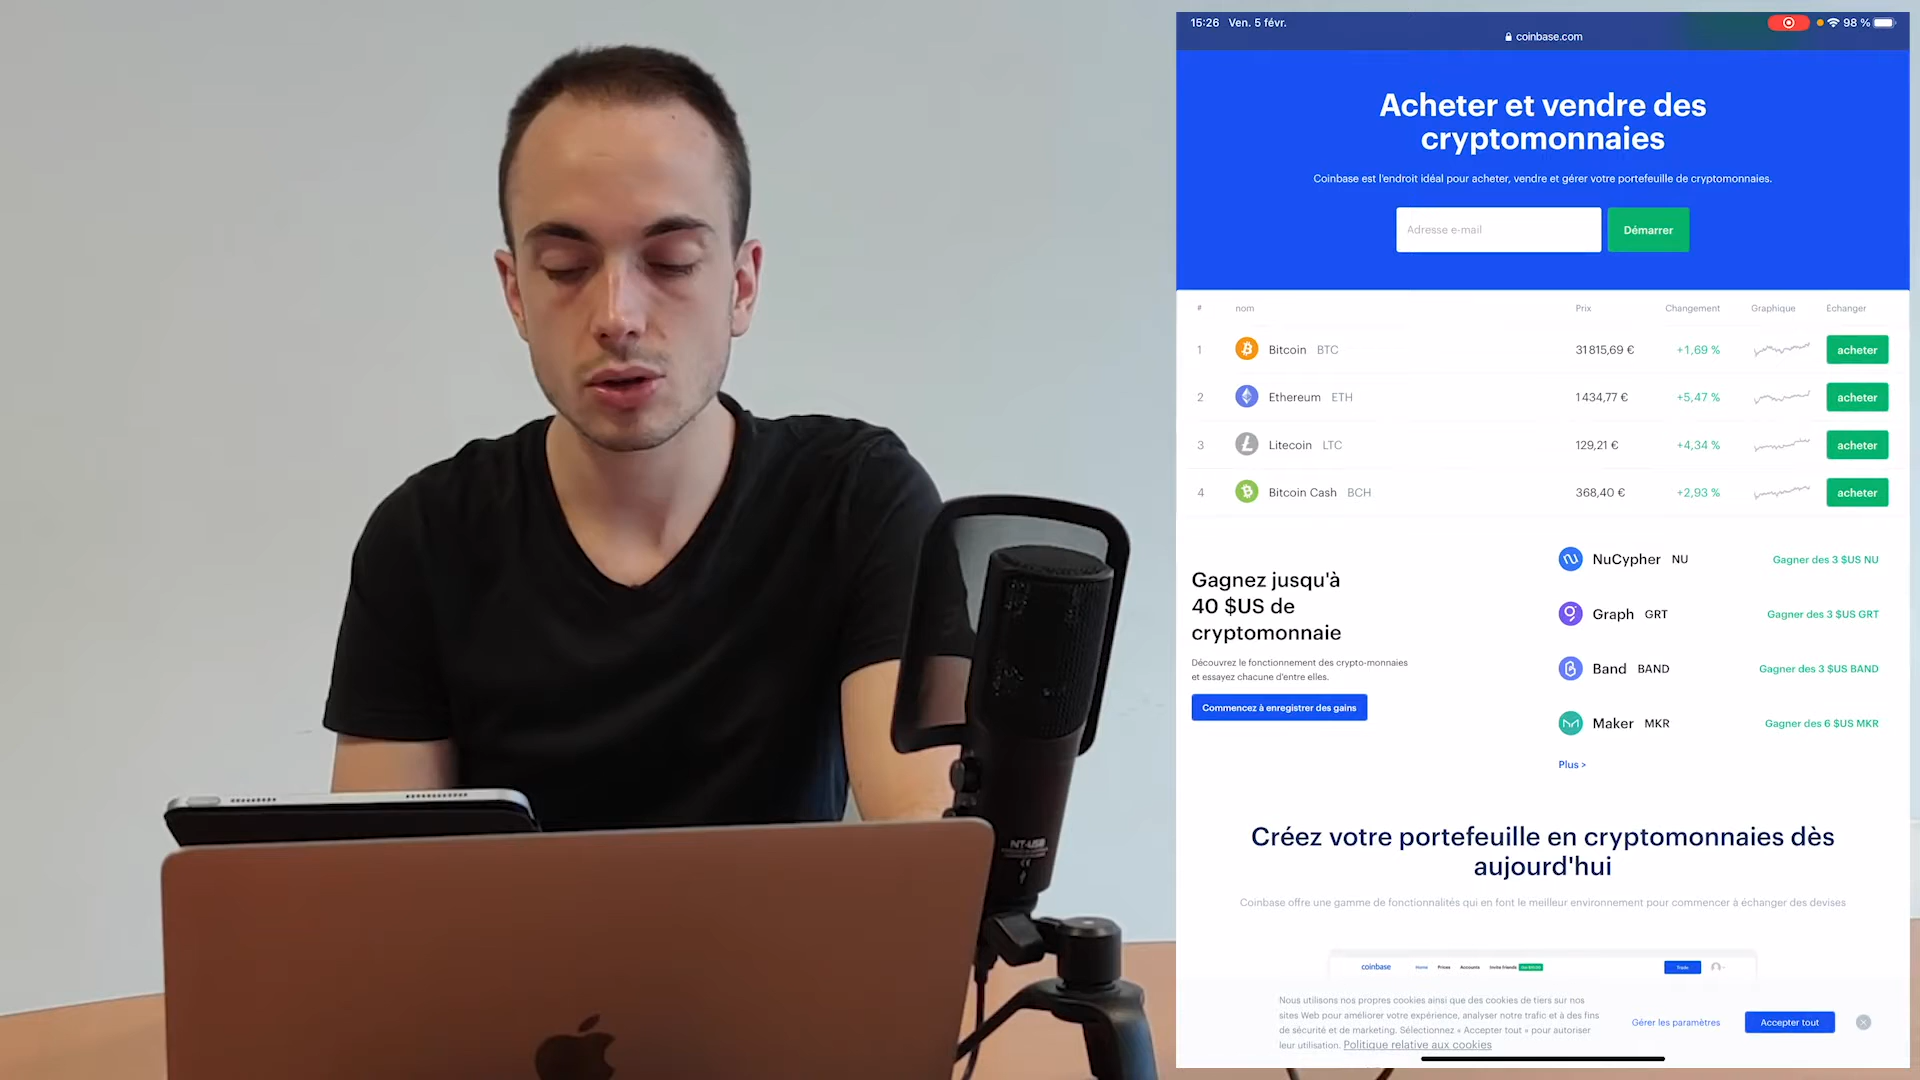 15:26 Ven. 5 févr.
98 %
coinbase.com
Acheter et vendre des
cryptomonnaies
Coinbase est l'endroit idéal pour acheter, vendre et gérer votre portefeuille de cryptomonnaies.
Adresse e-mail
Démarrer
# nom Prix Changement Graphique Échanger
1 Bitcoin BTC 31 815,69 € +1,69 % acheter
2 Ethereum ETH 1 434,77 € +5,47 % acheter
3 Litecoin LTC 129,21 € +4,34 % acheter
4 Bitcoin Cash BCH 368,40 € +2,93 % acheter
Gagnez jusqu'à
40 $US de
cryptomonnaie
Découvrez le fonctionnement des crypto-monnaies
et essayez chacune d'entre elles.
Commencez à enregistrer des gains
NuCypher NU Gagner des 3 $US NU
Graph GRT Gagner des 3 $US GRT
Band BAND Gagner des 3 $US BAND
Maker MKR Gagner des 6 $US MKR
Plus >
Créez votre portefeuille en cryptomonnaies dès
aujourd'hui
Coinbase offre une gamme de fonctionnalités qui en font le meilleur environnement pour commencer à échanger des devises
coinbase Home Prices Accounts Invite friends Trade
Nous utilisons nos propres cookies ainsi que des cookies de tiers sur nos
sites Web pour améliorer votre expérience, analyser notre trafic et à des fins
de sécurité et de marketing. Sélectionnez « Accepter tout » pour autoriser
leur utilisation. Politique relative aux cookies
Gérer les paramètres
Accepter tout
NT-USB